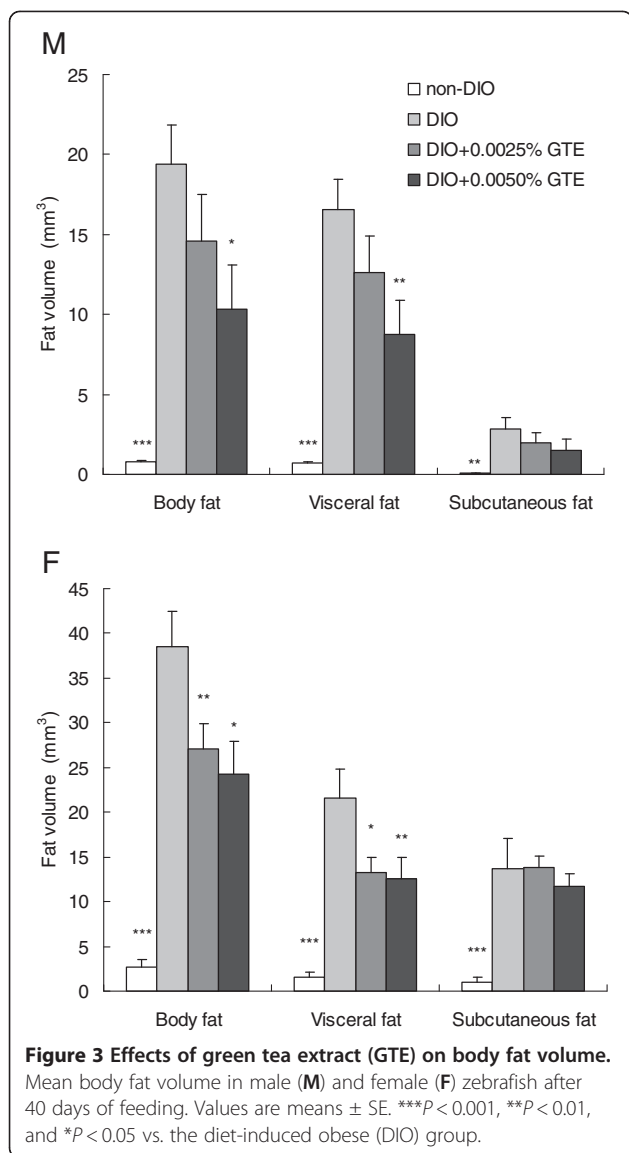 M
non-DIO
DIO
DIO+0.0025% GTE
DIO+0.0050% GTE
Fat volume (mm³)
25
20
15
10
5
0
***
*
***
**
**
Body fat
Visceral fat
Subcutaneous fat
F
Fat volume (mm³)
45
40
35
30
25
20
15
10
5
0
***
**
*
***
*
**
***
Body fat
Visceral fat
Subcutaneous fat
Figure 3 Effects of green tea extract (GTE) on body fat volume.
Mean body fat volume in male (M) and female (F) zebrafish after
40 days of feeding. Values are means ± SE. ***P < 0.001, **P < 0.01,
and *P < 0.05 vs. the diet-induced obese (DIO) group.